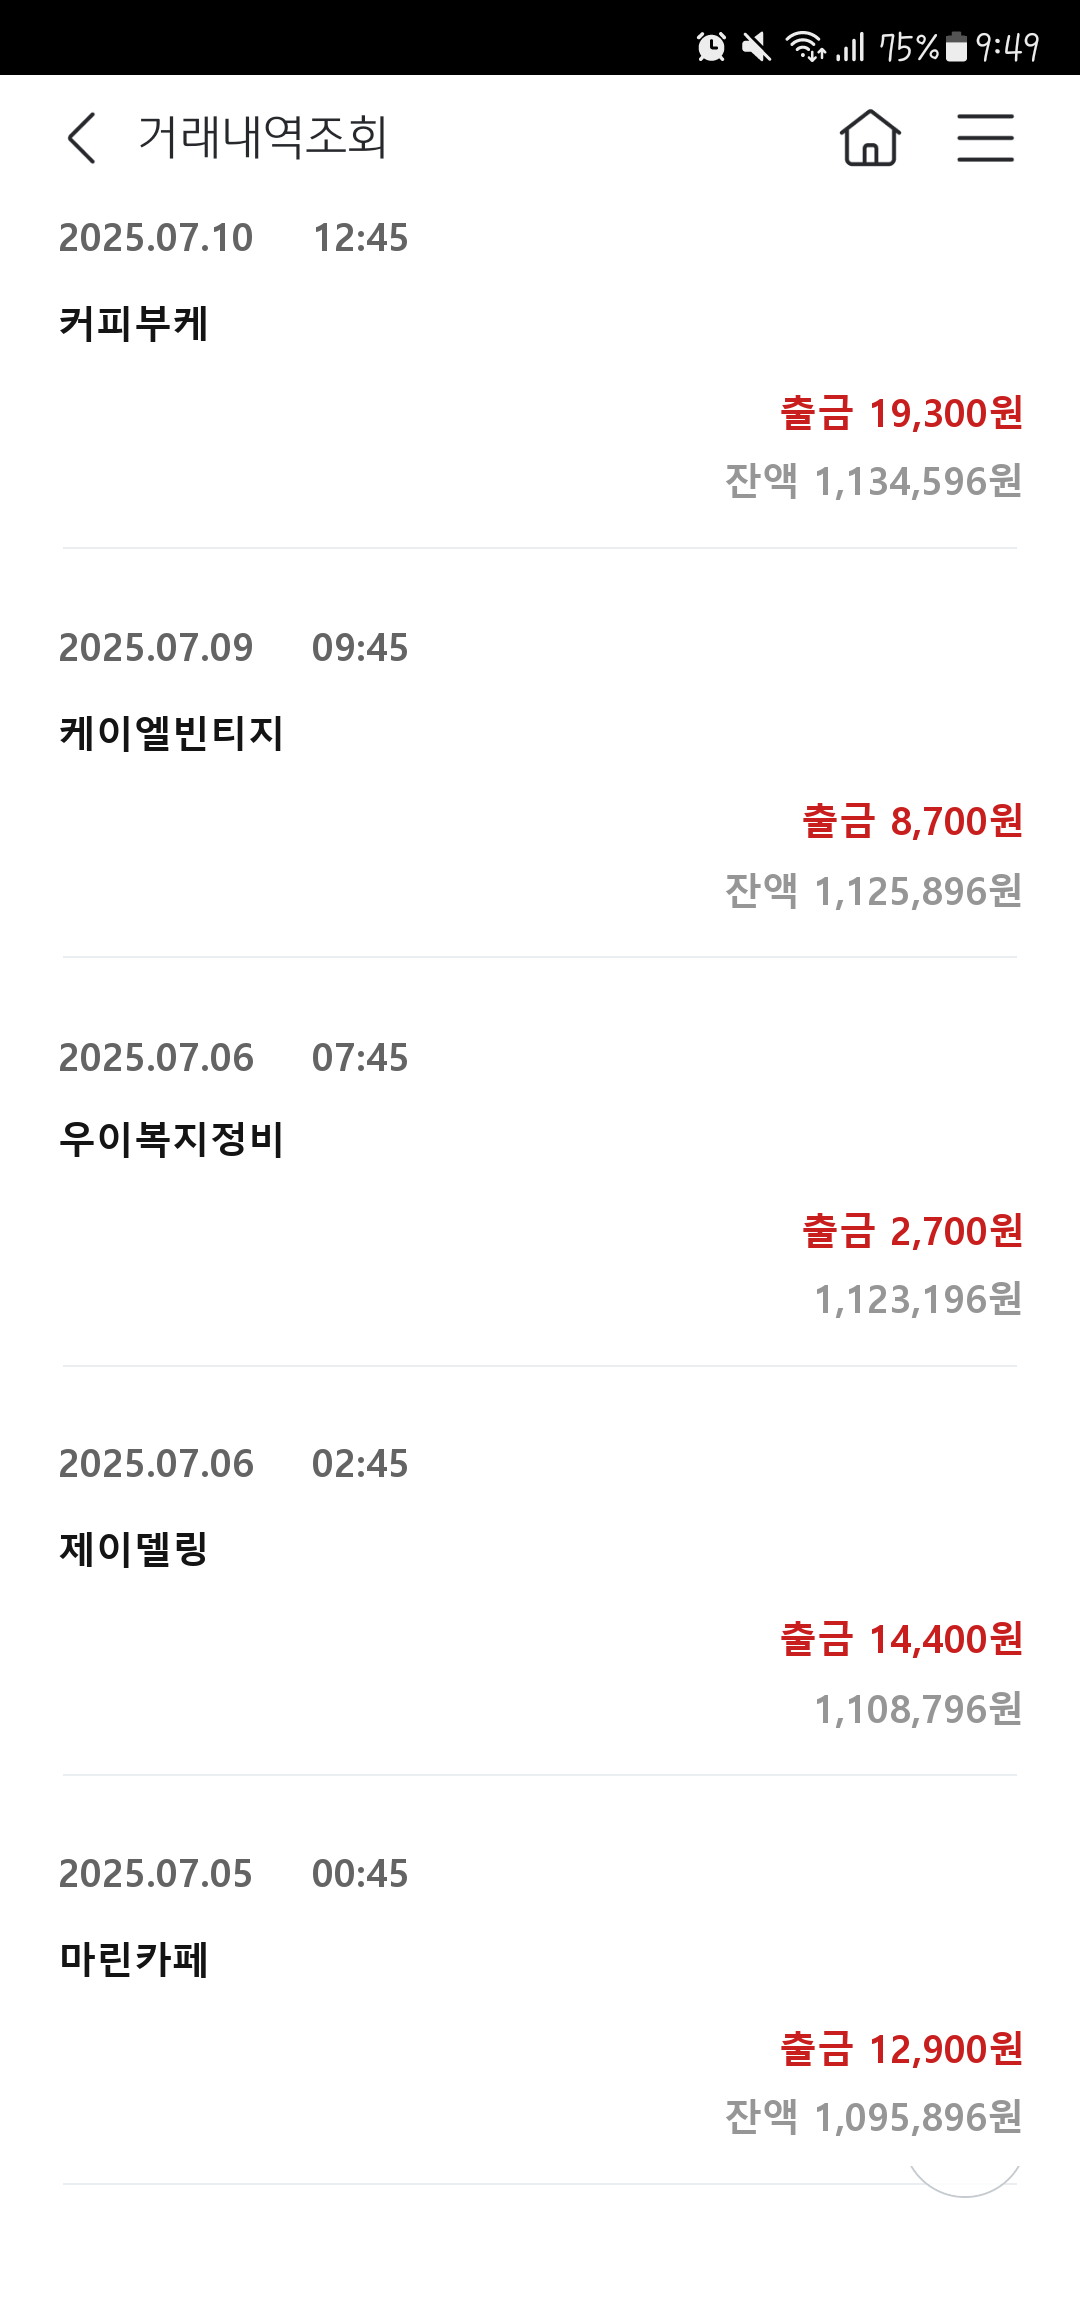 75% 9:49
거래내역조회
2025.07.10 12:45
커피부케
출금 19,300원
잔액 1,134,596원
2025.07.09 09:45
케이엘빈티지
출금 8,700원
잔액 1,125,896원
2025.07.06 07:45
우이복지정비
출금 2,700원
1,123,196원
2025.07.06 02:45
제이델링
출금 14,400원
1,108,796원
2025.07.05 00:45
마린카페
출금 12,900원
잔액 1,095,896원